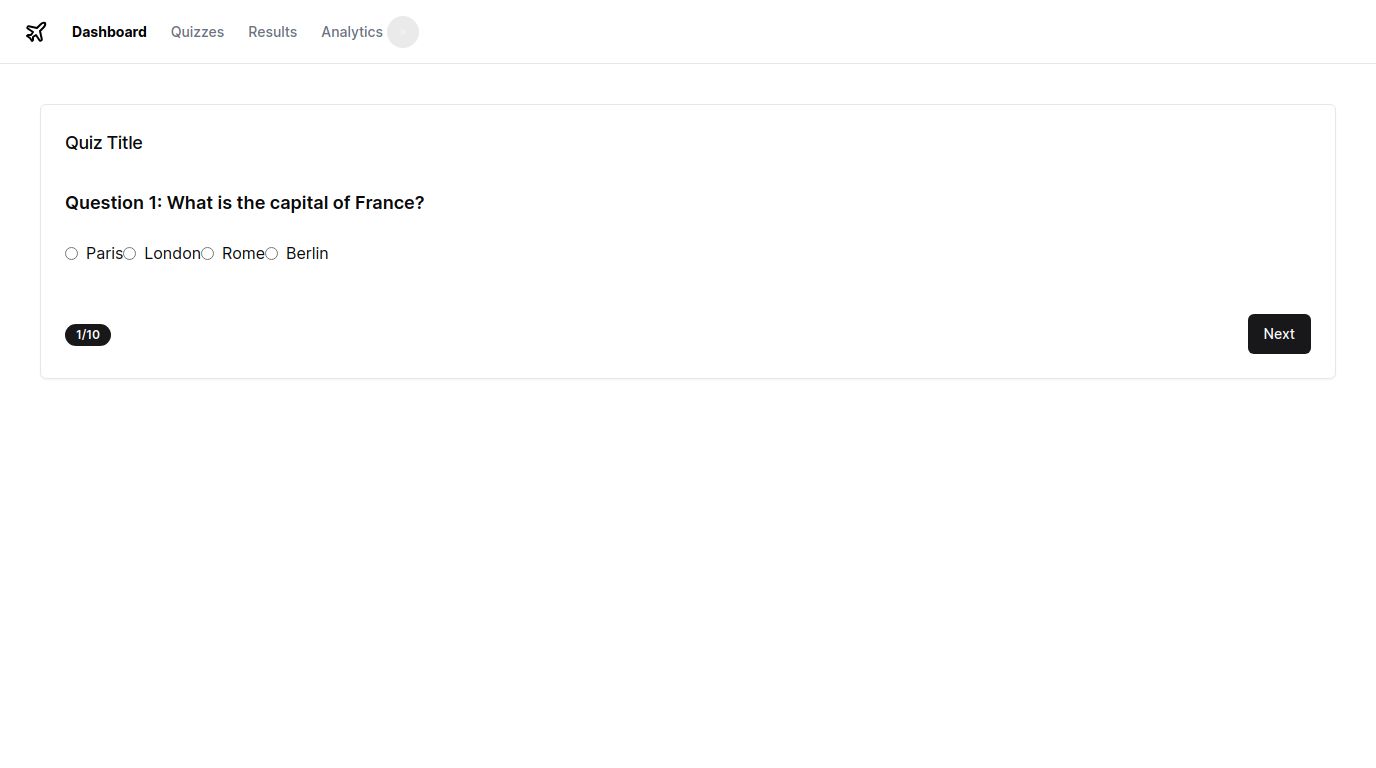 Dashboard Quizzes Results Analytics
Quiz Title
Question 1: What is the capital of France?
Paris London Rome Berlin
1/10 Next